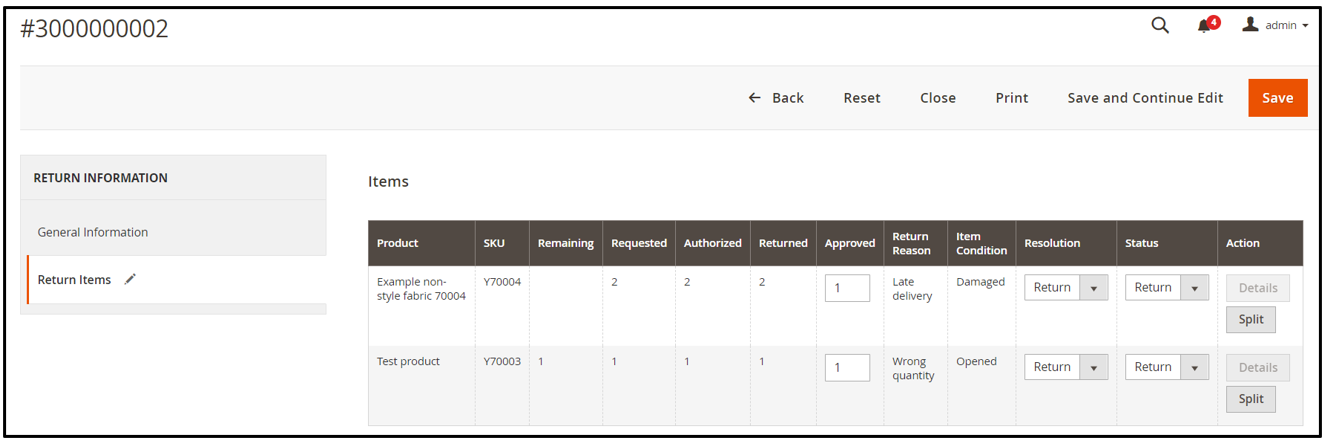 #3000000002
4
admin
Back Reset Close Print Save and Continue Edit Save
RETURN INFORMATION
General Information
Return Items
Items
Product SKU Remaining Requested Authorized Returned Approved Return Reason Item Condition Resolution Status Action
Example non-
style fabric 70004
Y70004 2 2 2 1
Late
delivery
Damaged Return Return Details
Split
Test product Y70003 1 1 1 1 1
Wrong
quantity
Opened Return Return Details
Split